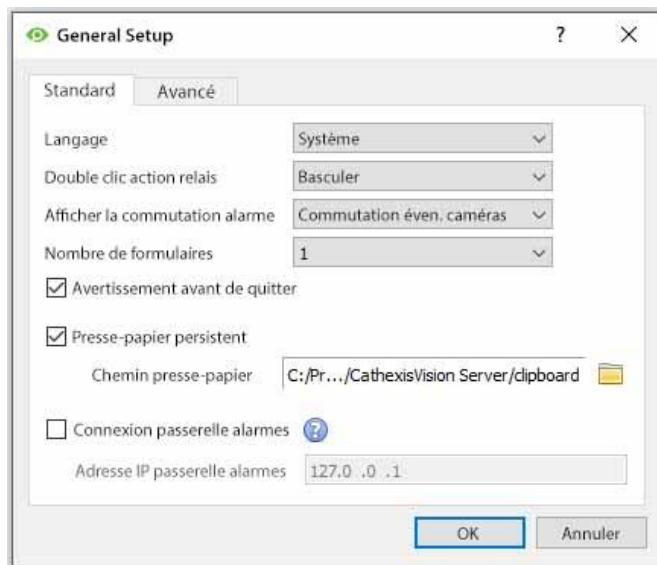 General Setup
Standard Avancé
Langage Système
Double clic action relais Basculer
Afficher la commutation alarme Commutation éven. caméras
Nombre de formulaires 1
Avertissement avant de quitter
Presse-papier persistent
Chemin presse-papier C:/Pr.../CathexisVision Server/clipboard
Connexion passerelle alarmes
Adresse IP passerelle alarmes 127.0 .0 .1
OK Annuler